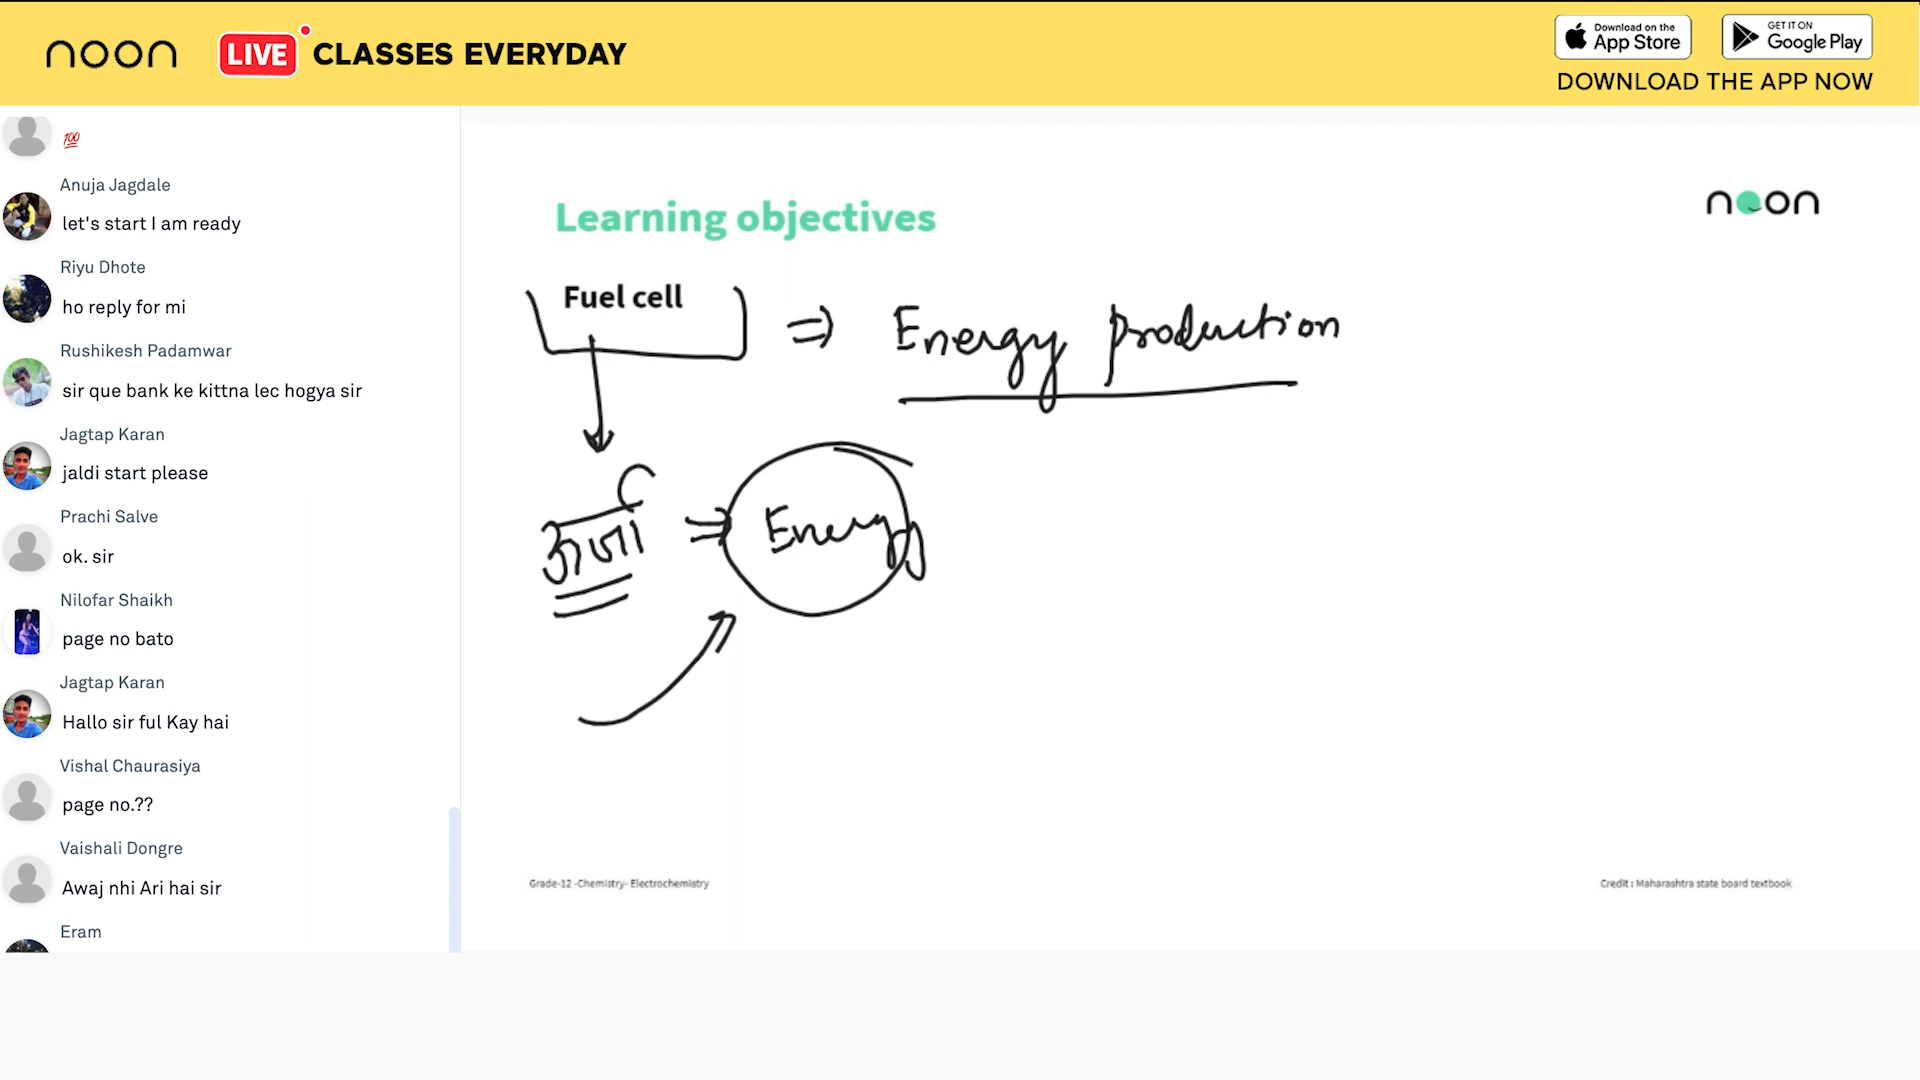 noon LIVE CLASSES EVERYDAY
Download on the App Store
GET IT ON Google Play
DOWNLOAD THE APP NOW
💯
Anuja Jagdale
let's start I am ready
Riyu Dhote
ho reply for mi
Rushikesh Padamwar
sir que bank ke kittna lec hogya sir
Jagtap Karan
jaldi start please
Prachi Salve
ok. sir
Nilofar Shaikh
page no bato
Jagtap Karan
Hallo sir ful Kay hai
Vishal Chaurasiya
page no.??
Vaishali Dongre
Awaj nhi Ari hai sir
Eram
noon
Learning objectives
Fuel cell ⇒ Energy production
ऊर्जा ⇒ Energy
Grade-12 -Chemistry- Electrochemistry
Credit : Maharashtra state board textbook